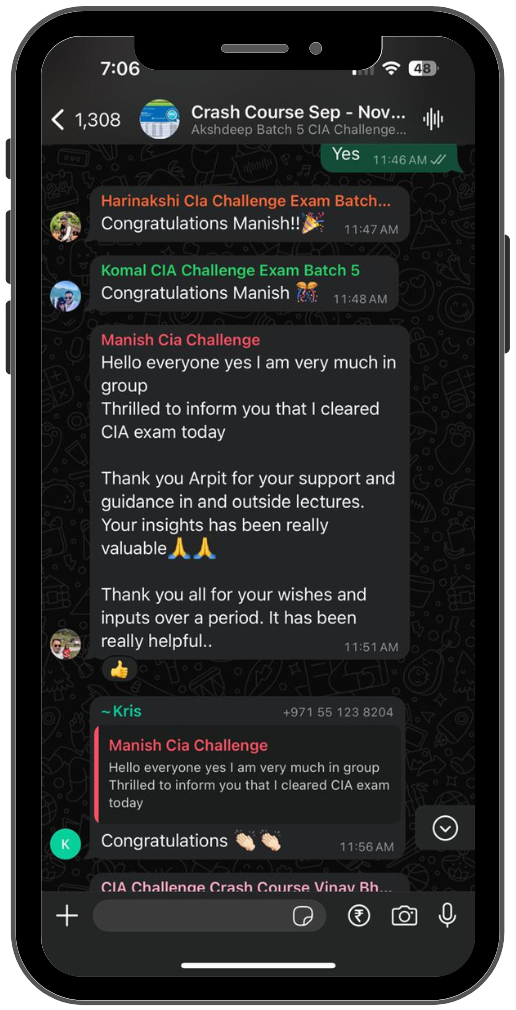 7:06
48
1,308
Crash Course Sep - Nov...
Akshdeep Batch 5 CIA Challenge...
Yes
11:46 AM
Harinakshi CIa Challenge Exam Batch...
Congratulations Manish!!🎉
11:47 AM
Komal CIA Challenge Exam Batch 5
Congratulations Manish 🎊
11:48 AM
Manish Cia Challenge
Hello everyone yes I am very much in
group
Thrilled to inform you that I cleared
CIA exam today
Thank you Arpit for your support and
guidance in and outside lectures.
Your insights has been really
valuable🙏🙏
Thank you all for your wishes and
inputs over a period. It has been
really helpful..
11:51 AM
👍
~Kris
+971 55 123 8204
Manish Cia Challenge
Hello everyone yes I am very much in group
Thrilled to inform you that I cleared CIA exam
today
K
Congratulations 👏🏻👏🏻
11:56 AM
CIA Challenge Crash Course Vinay Bh...
₹